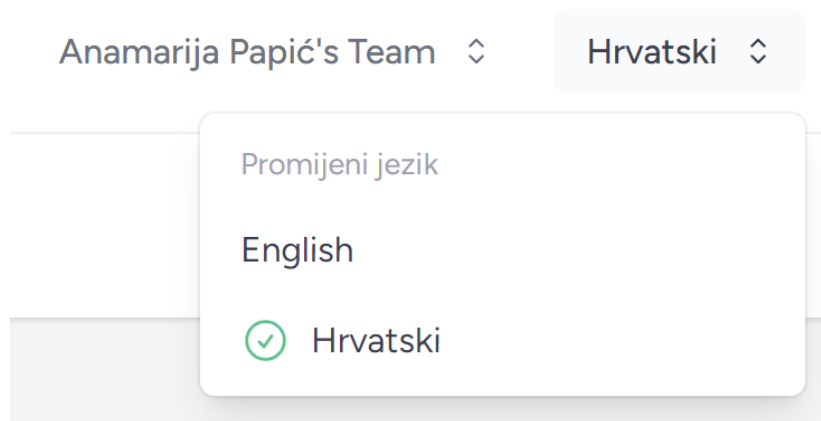 Anamarija Papić's Team Hrvatski
Promijeni jezik
English
Hrvatski